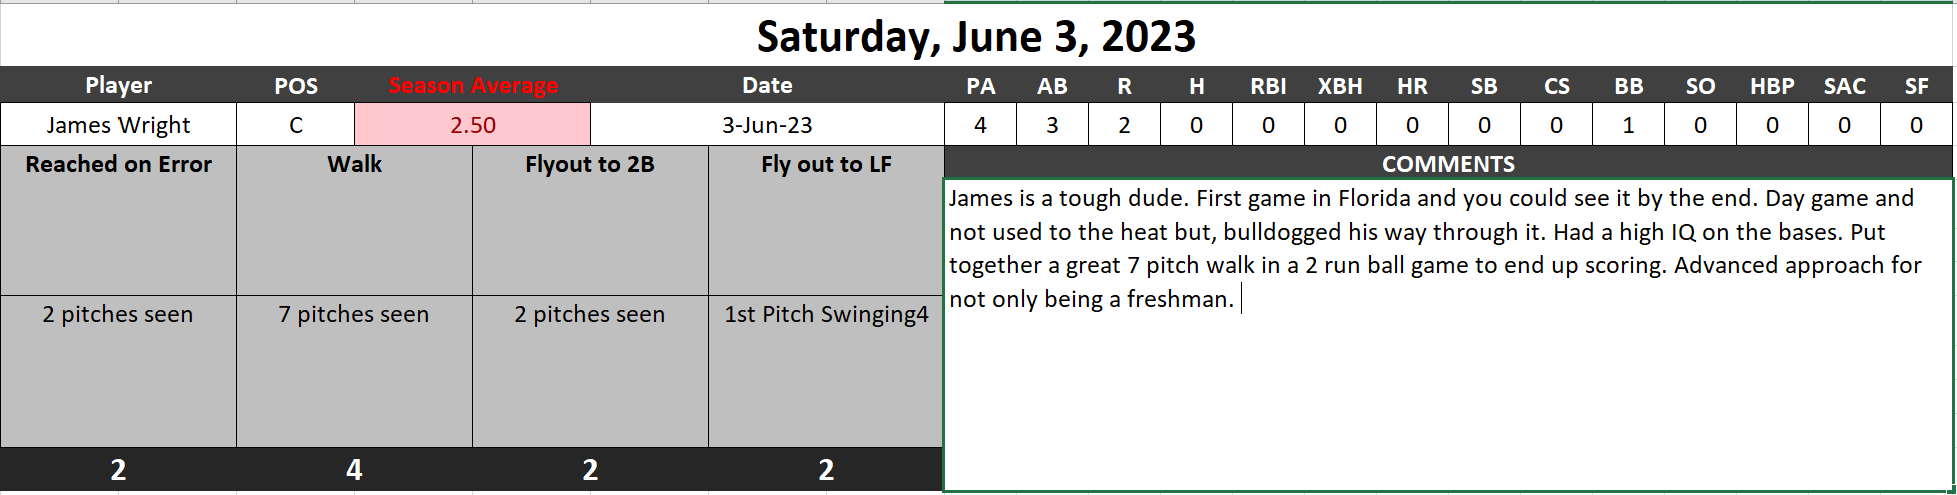 Saturday, June 3, 2023
Player POS Season Average Date PA AB R H RBI XBH HR SB CS BB SO HBP SAC SF
James Wright C 2.50 3-Jun-23 4 3 2 0 0 0 0 0 0 1 0 0 0 0
Reached on Error Walk Flyout to 2B Fly out to LF COMMENTS
James is a tough dude. First game in Florida and you could see it by the end. Day game and
not used to the heat but, bulldogged his way through it. Had a high IQ on the bases. Put
together a great 7 pitch walk in a 2 run ball game to end up scoring. Advanced approach for
not only being a freshman.
2 pitches seen 7 pitches seen 2 pitches seen 1st Pitch Swinging4
2 4 2 2